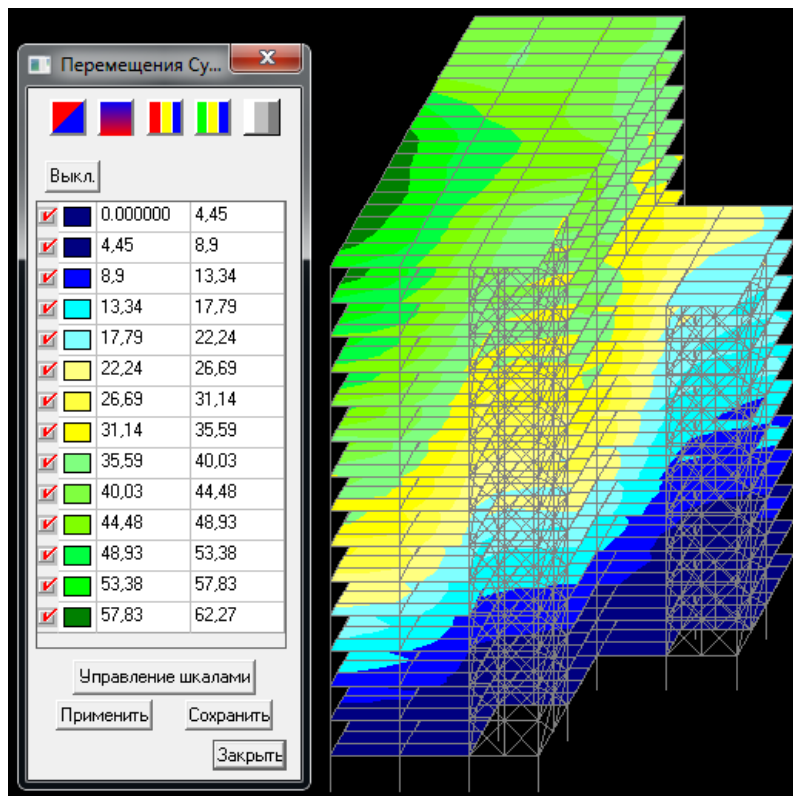 Перемещения Су...
Выкл.
0.000000 4,45
4,45 8,9
8,9 13,34
13,34 17,79
17,79 22,24
22,24 26,69
26,69 31,14
31,14 35,59
35,59 40,03
40,03 44,48
44,48 48,93
48,93 53,38
53,38 57,83
57,83 62,27
Управление шкалами
Применить Сохранить
Закрыть